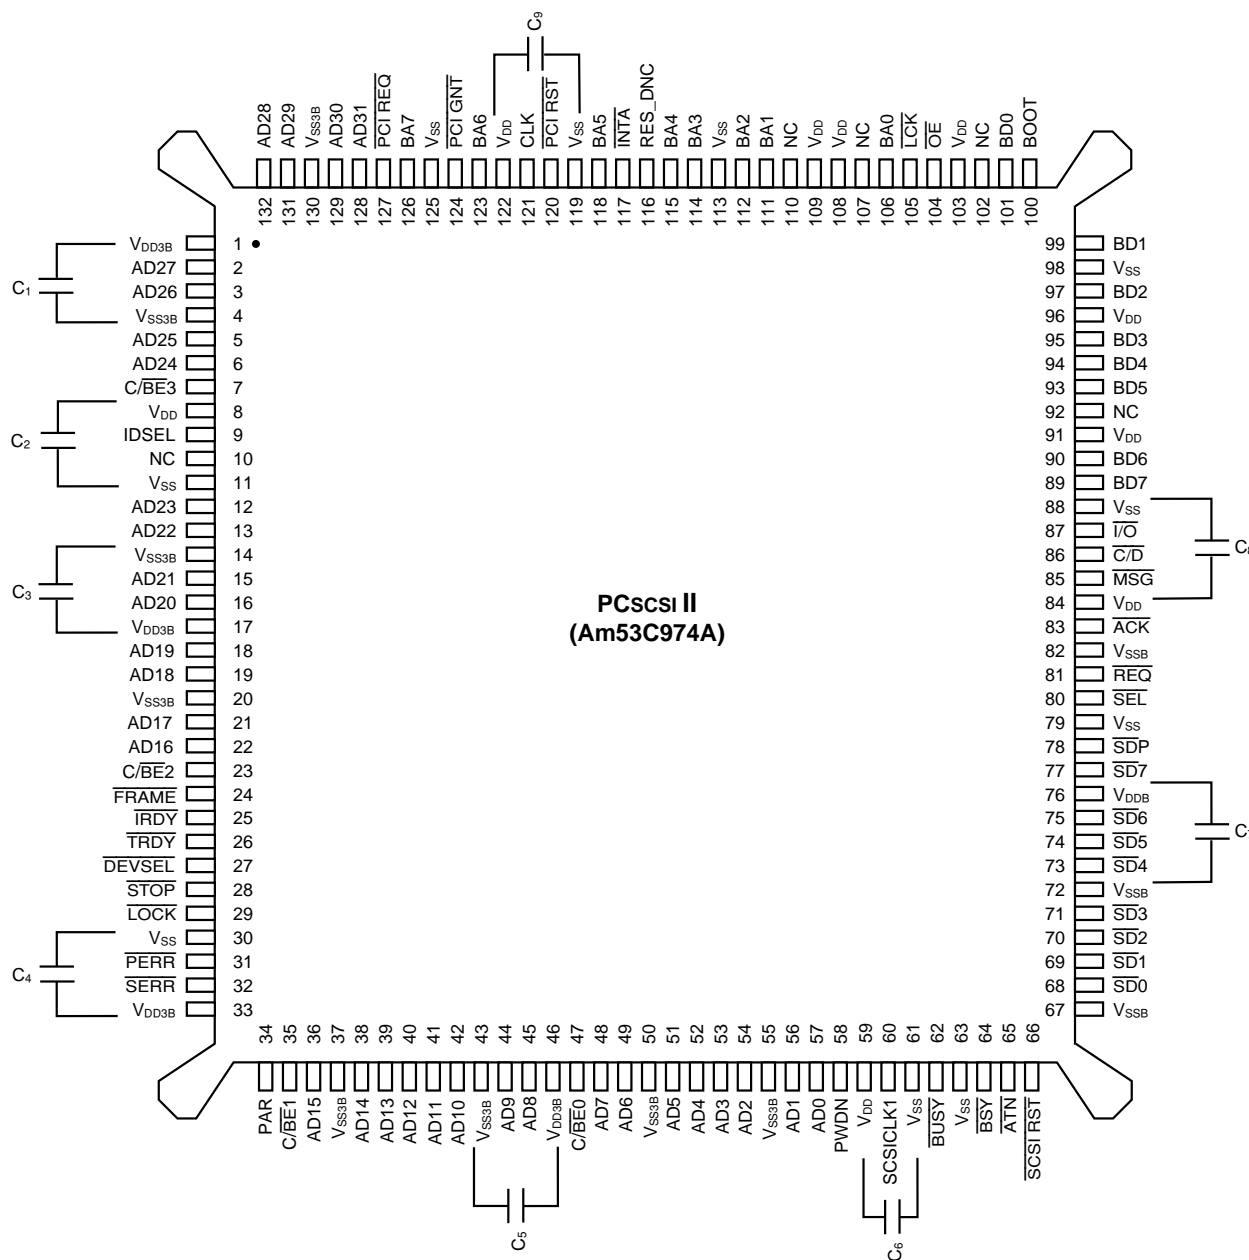 C9
AD28
AD29
VSS3B
AD30
AD31
PCI REQ
BA7
VSS
PCI GNT
BA6
VDD
CLK
PCI RST
VSS
BA5
INTA
RES_DNC
BA4
BA3
VSS
BA2
BA1
NC
VDD
VDD
NC
BA0
LCK
OE
VDD
NC
BD0
BOOT
132
131
130
129
128
127
126
125
124
123
122
121
120
119
118
117
116
115
114
113
112
111
110
109
108
107
106
105
104
103
102
101
100
C1
C2
C3
C4
VDD3B 1
AD27 2
AD26 3
VSS3B 4
AD25 5
AD24 6
C/BE3 7
VDD 8
IDSEL 9
NC 10
VSS 11
AD23 12
AD22 13
VSS3B 14
AD21 15
AD20 16
VDD3B 17
AD19 18
AD18 19
VSS3B 20
AD17 21
AD16 22
C/BE2 23
FRAME 24
IRDY 25
TRDY 26
DEVSEL 27
STOP 28
LOCK 29
VSS 30
PERR 31
SERR 32
VDD3B 33
PCSCSI II
(Am53C974A)
99 BD1
98 VSS
97 BD2
96 VDD
95 BD3
94 BD4
93 BD5
92 NC
91 VDD
90 BD6
89 BD7
88 VSS
87 I/O
86 C/D
85 MSG
84 VDD
83 ACK
82 VSSB
81 REQ
80 SEL
79 VSS
78 SDP
77 SD7
76 VDDB
75 SD6
74 SD5
73 SD4
72 VSSB
71 SD3
70 SD2
69 SD1
68 SD0
67 VSSB
34
35
36
37
38
39
40
41
42
43
44
45
46
47
48
49
50
51
52
53
54
55
56
57
58
59
60
61
62
63
64
65
66
PAR
C/BE1
AD15
VSS3B
AD14
AD13
AD12
AD11
AD10
VSS3B
AD9
AD8
VDD3B
C/BE0
AD7
AD6
VSS3B
AD5
AD4
AD3
AD2
VSS3B
AD1
AD0
PWDN
VDD
SCSICLK1
VSS
BUSY
VSS
BSY
ATN
SCSI RST
C5
C6